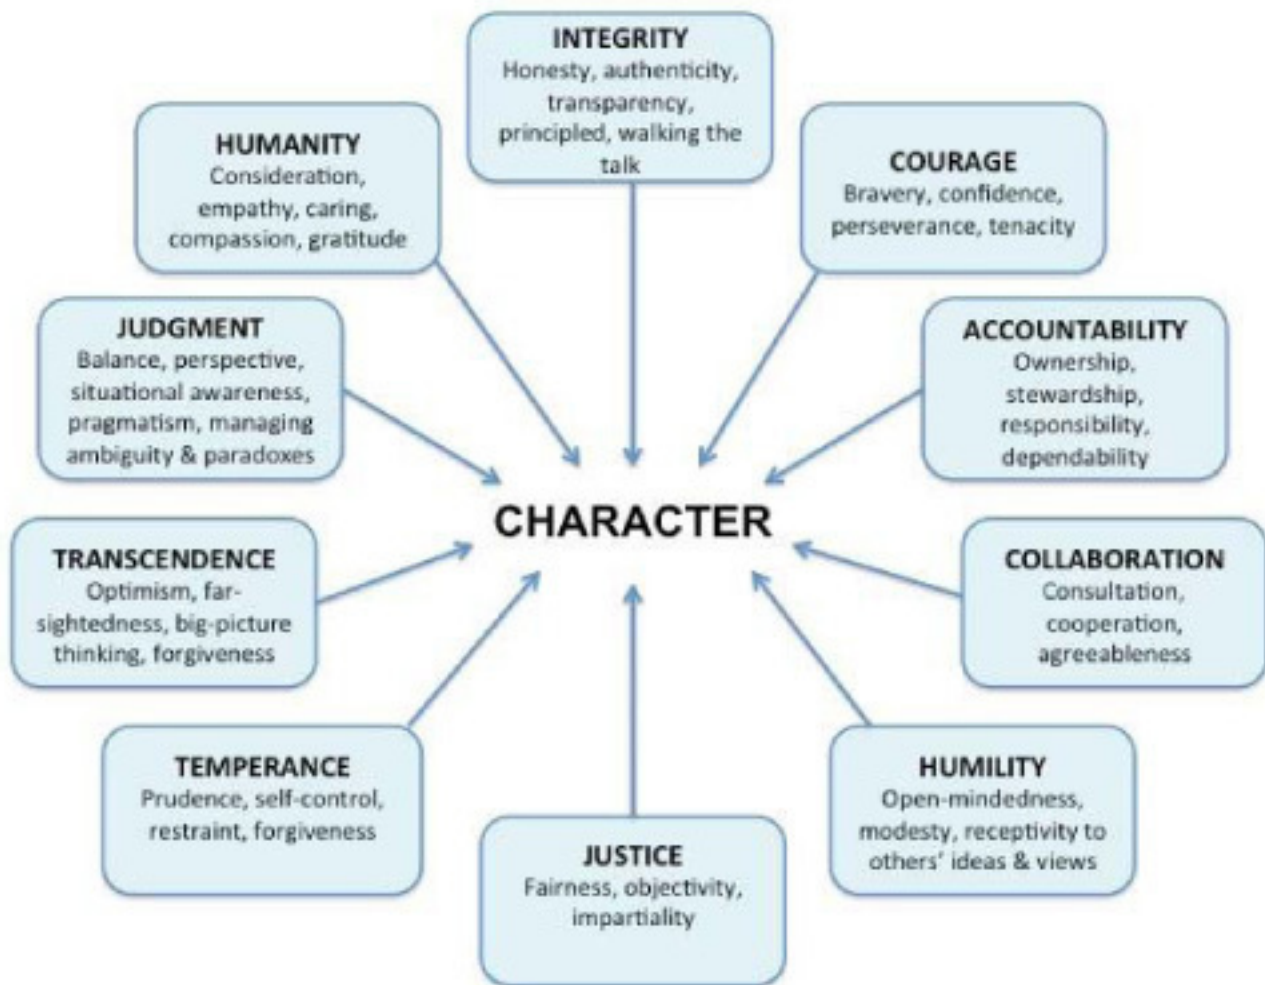 INTEGRITY
Honesty, authenticity,
transparency,
principled, walking the
talk
HUMANITY
Consideration,
empathy, caring,
compassion, gratitude
COURAGE
Bravery, confidence,
perseverance, tenacity
JUDGMENT
Balance, perspective,
situational awareness,
pragmatism, managing
ambiguity & paradoxes
ACCOUNTABILITY
Ownership,
stewardship,
responsibility,
dependability
CHARACTER
TRANSCENDENCE
Optimism, far-
sightedness, big-picture
thinking, forgiveness
COLLABORATION
Consultation,
cooperation,
agreeableness
TEMPERANCE
Prudence, self-control,
restraint, forgiveness
HUMILITY
Open-mindedness,
modesty, receptivity to
others' ideas & views
JUSTICE
Fairness, objectivity,
impartiality